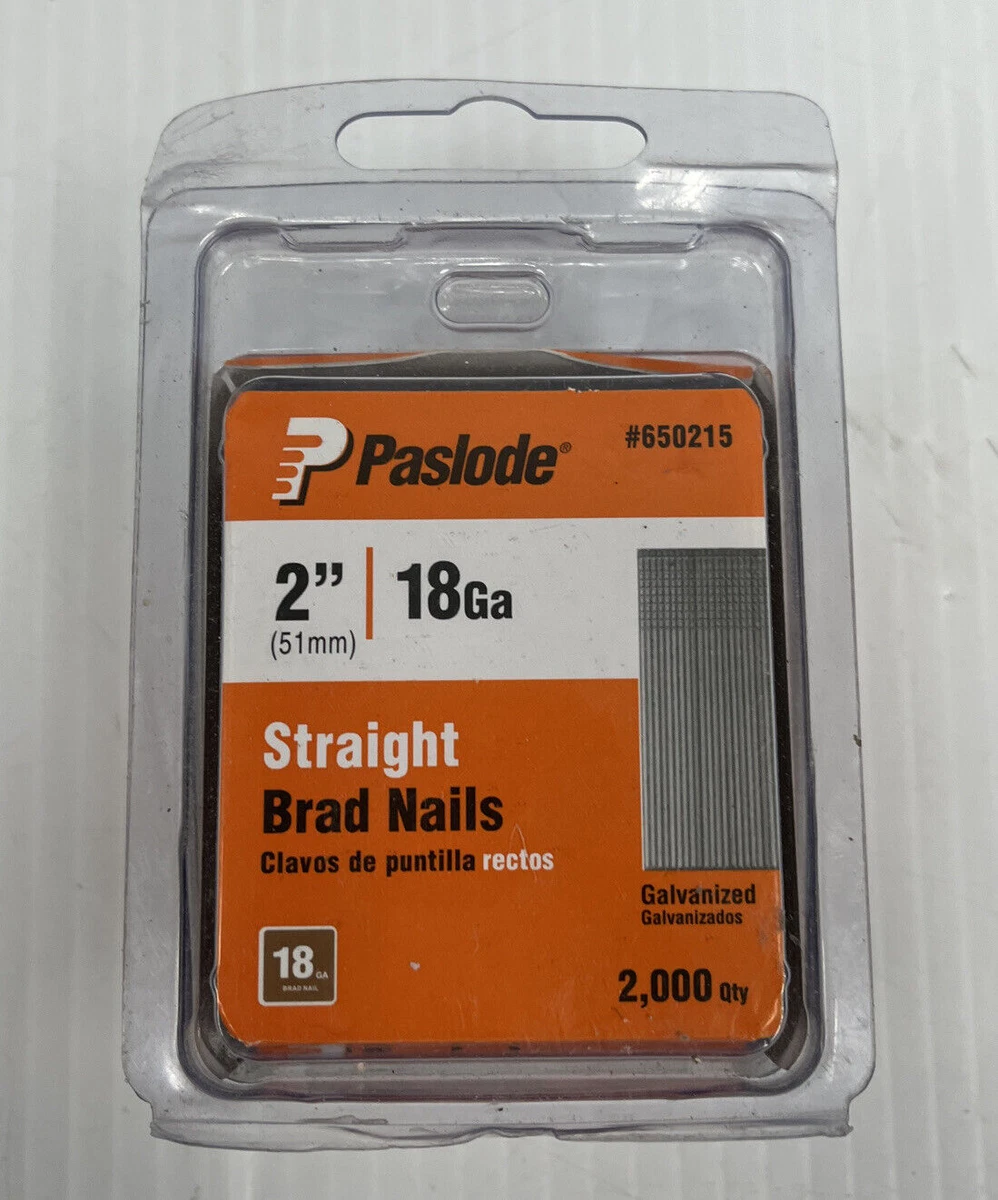 Paslode®
#650215
2” 18Ga
(51mm)
Straight
Brad Nails
Clavos de puntilla rectos
Galvanized
Galvanizados
18 GA
BRAD NAIL
2,000 Qty